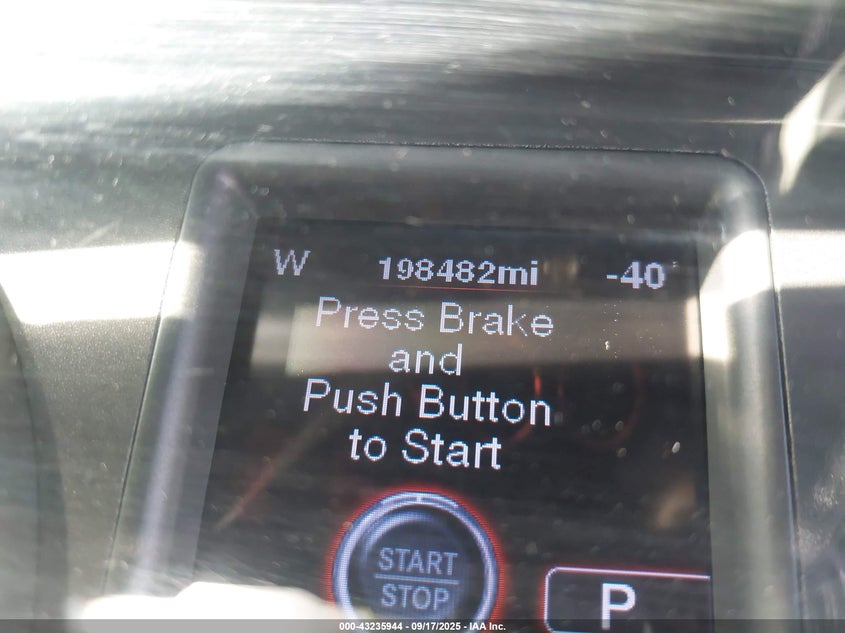 W 198482mi -40
Press Brake
and
Push Button
to Start
START
STOP
P
000-43235944 - 09/17/2025 - IAA Inc.